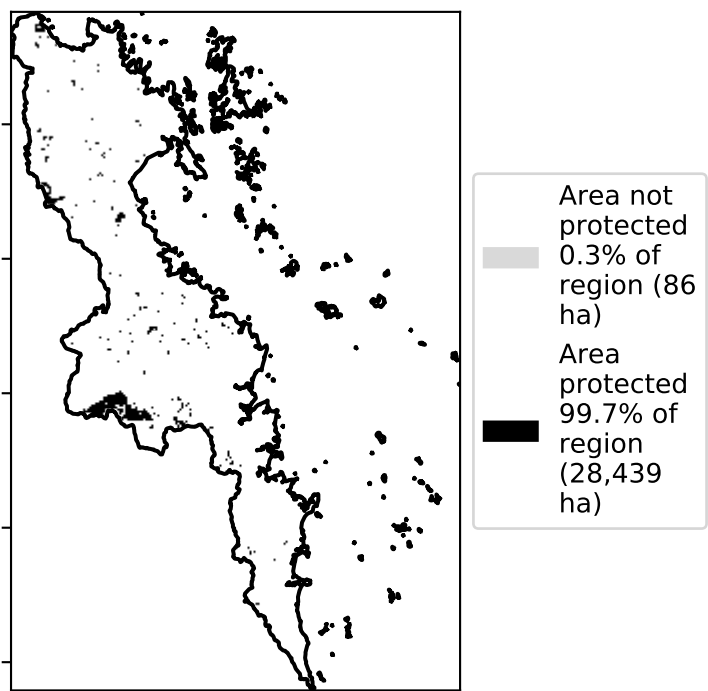 Area not
protected
0.3% of
region (86
ha)
Area
protected
99.7% of
region
(28,439
ha)